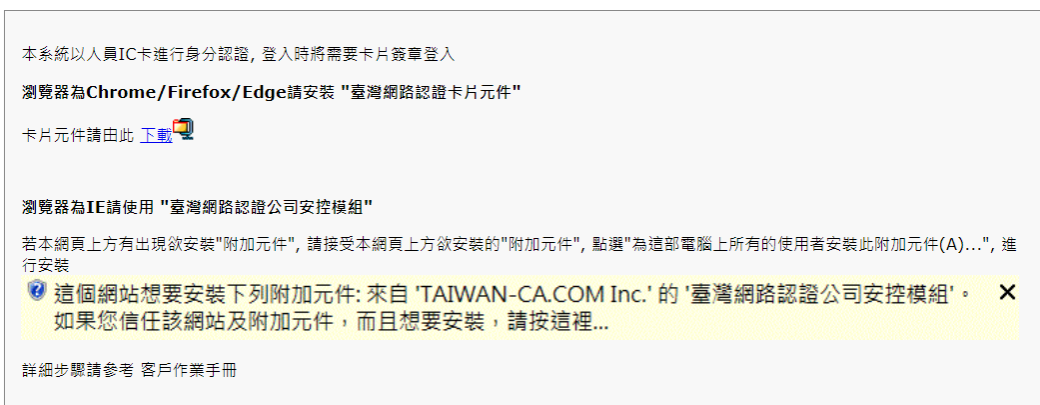 本系統以人員IC卡進行身分認證, 登入時將需要卡片簽章登入
瀏覽器為Chrome/Firefox/Edge請安裝 "臺灣網路認證卡片元件"
卡片元件請由此 下載
瀏覽器為IE請使用 "臺灣網路認證公司安控模組"
若本網頁上方有出現欲安裝"附加元件", 請接受本網頁上方欲安裝的"附加元件", 點選"為這部電腦上所有的使用者安裝此附加元件(A)...", 進
行安裝
這個網站想要安裝下列附加元件: 來自 'TAIWAN-CA.COM Inc.' 的 '臺灣網路認證公司安控模組'。
如果您信任該網站及附加元件，而且想要安裝，請按這裡...
詳細步驟請參考 客戶作業手冊